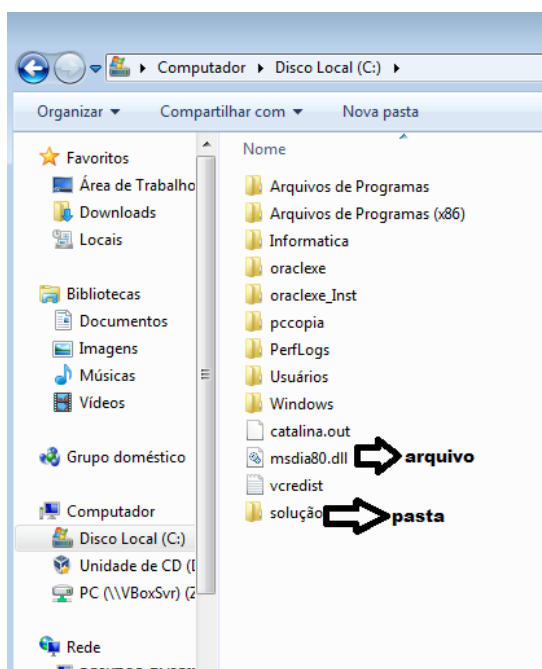 Computador ▸ Disco Local (C:) ▸
Organizar Compartilhar com Nova pasta
Favoritos
Área de Trabalho
Downloads
Locais
Bibliotecas
Documentos
Imagens
Músicas
Vídeos
Grupo doméstico
Computador
Disco Local (C:)
Unidade de CD (
PC (\\VBoxSvr) (Z
Rede
Nome
Arquivos de Programas
Arquivos de Programas (x86)
Informatica
oraclexe
oraclexe_Inst
pccopia
PerfLogs
Usuários
Windows
catalina.out
msdia80.dll arquivo
vcredist
solução pasta